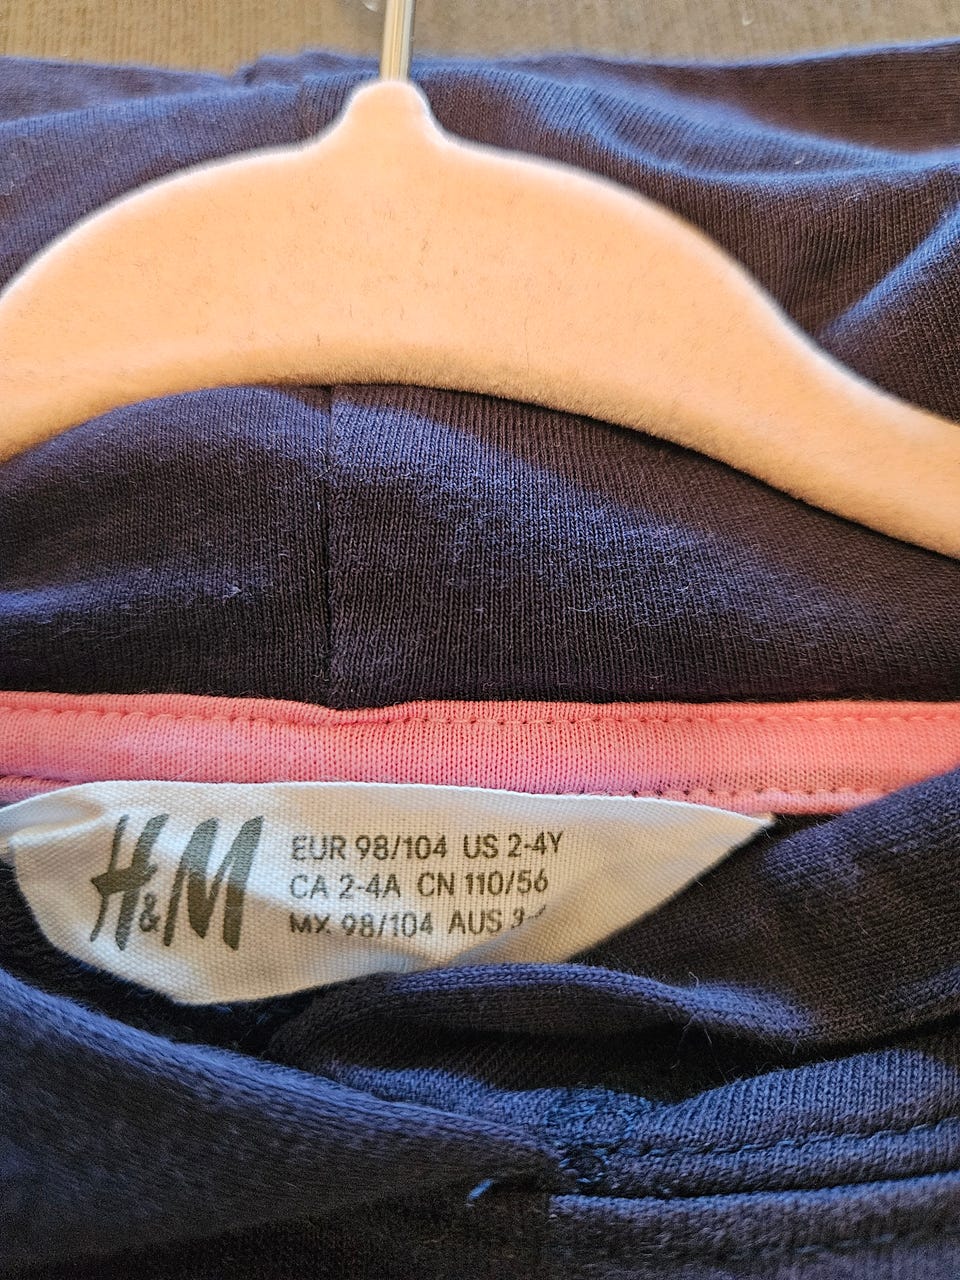 H&M
EUR 98/104 US 2-4Y
CA 2-4A CN 110/56
MX 98/104 AUS